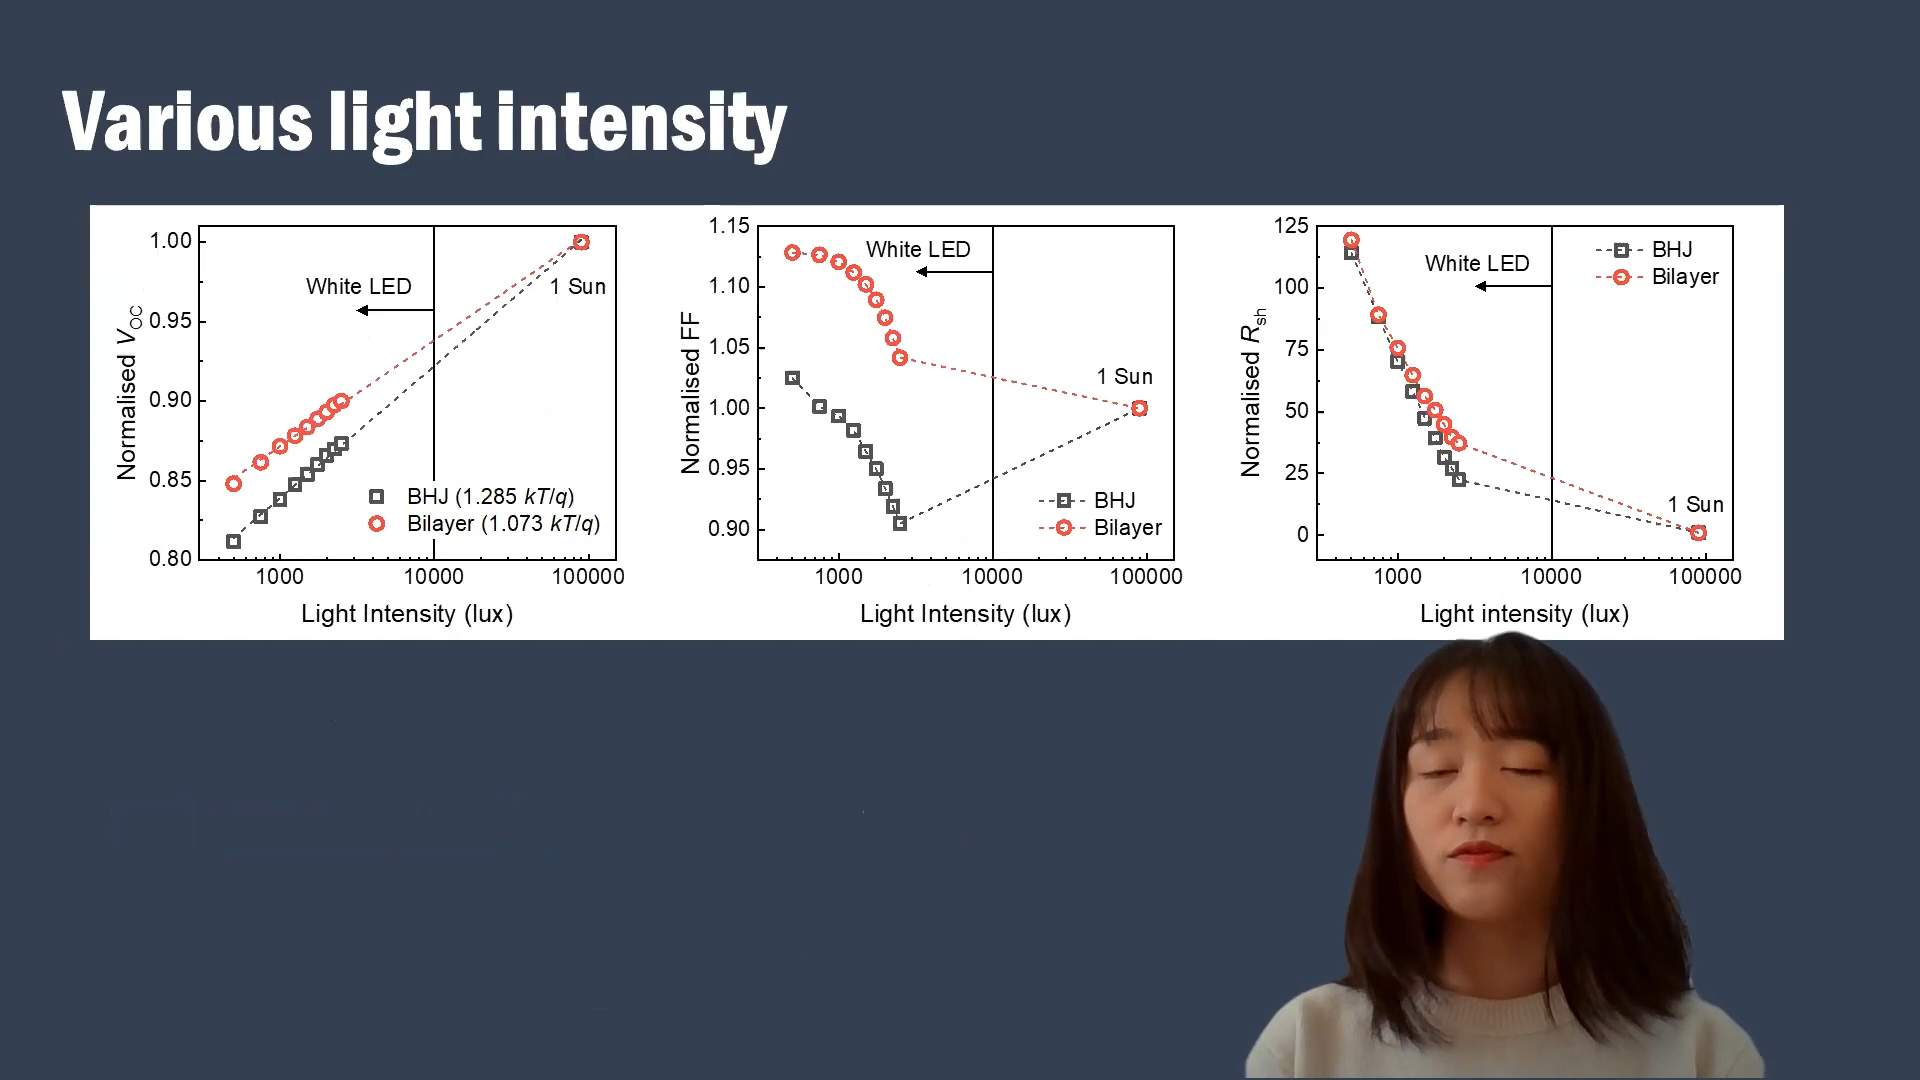 Various light intensity
1.00
0.95
0.90
0.85
0.80
Normalised VOC
White LED
1 Sun
BHJ (1.285 kT/q)
Bilayer (1.073 kT/q)
1000 10000 100000
Light Intensity (lux)
1.15
1.10
1.05
1.00
0.95
0.90
Normalised FF
White LED
1 Sun
BHJ
Bilayer
1000 10000 100000
Light Intensity (lux)
125
100
75
50
25
0
Normalised Rsh
White LED
BHJ
Bilayer
1 Sun
1000 10000 100000
Light intensity (lux)